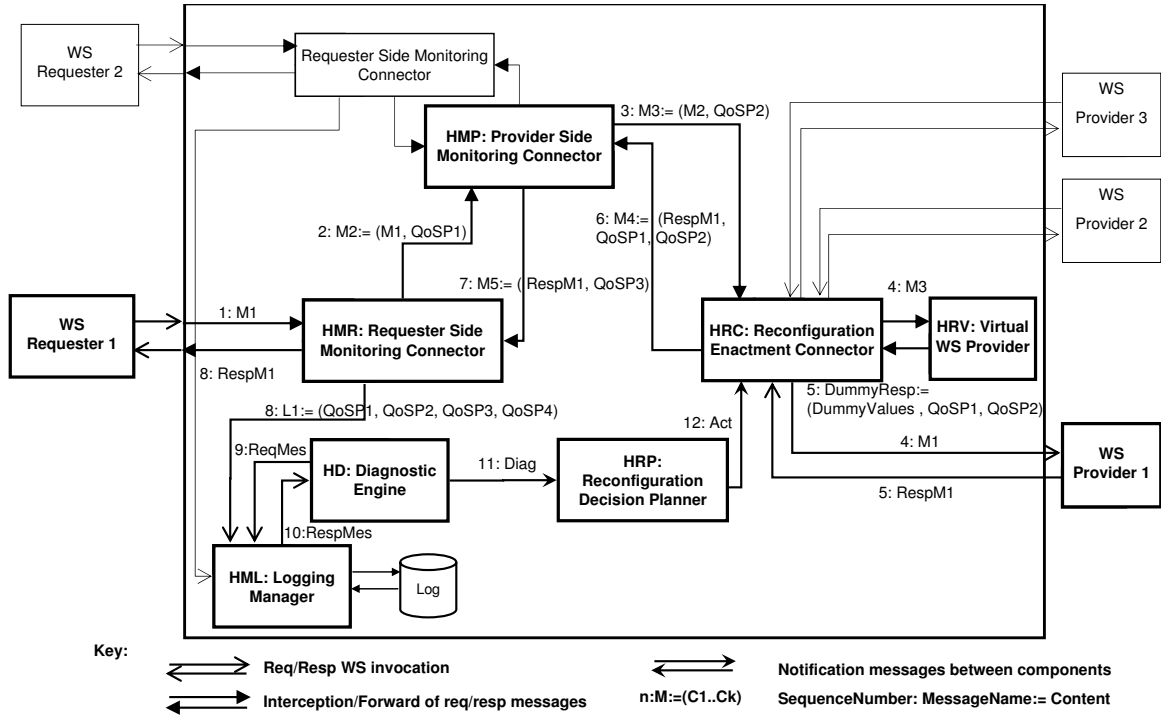 WS
Requester 2
Requester Side Monitoring
Connector
WS
Provider 3
3: M3:= (M2, QoSP2)
HMP: Provider Side
Monitoring Connector
WS
Provider 2
2: M2:= (M1, QoSP1)
6: M4:= (RespM1,
QoSP1, QoSP2)
7: M5:= ( RespM1, QoSP3)
4: M3
WS
Requester 1
1: M1
HMR: Requester Side
Monitoring Connector
HRC: Reconfiguration
Enactment Connector
HRV: Virtual
WS Provider
8: RespM1
5: DummyResp:=
(DummyValues , QoSP1, QoSP2)
8: L1:= (QoSP1, QoSP2, QoSP3, QoSP4)
12: Act
4: M1
9:ReqMes
HD: Diagnostic
Engine
11: Diag
HRP:
Reconfiguration
Decision Planner
WS
Provider 1
5: RespM1
10:RespMes
HML: Logging
Manager
Log
Key:
Req/Resp WS invocation
Notification messages between components
Interception/Forward of req/resp messages
n:M:=(C1..Ck)
SequenceNumber: MessageName:= Content